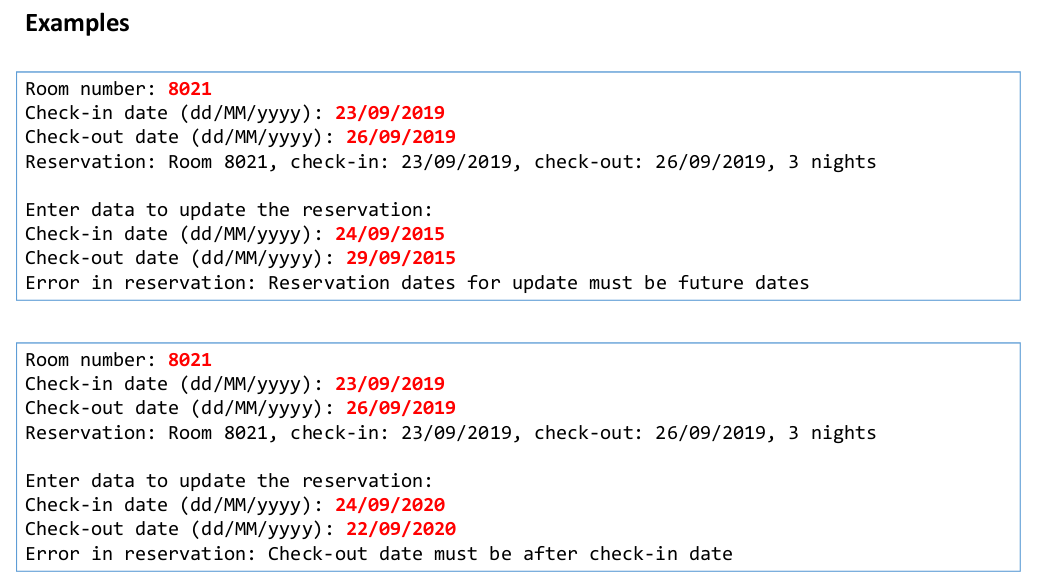 Examples
Room number: 8021
Check-in date (dd/MM/yyyy): 23/09/2019
Check-out date (dd/MM/yyyy): 26/09/2019
Reservation: Room 8021, check-in: 23/09/2019, check-out: 26/09/2019, 3 nights
Enter data to update the reservation:
Check-in date (dd/MM/yyyy): 24/09/2015
Check-out date (dd/MM/yyyy): 29/09/2015
Error in reservation: Reservation dates for update must be future dates
Room number: 8021
Check-in date (dd/MM/yyyy): 23/09/2019
Check-out date (dd/MM/yyyy): 26/09/2019
Reservation: Room 8021, check-in: 23/09/2019, check-out: 26/09/2019, 3 nights
Enter data to update the reservation:
Check-in date (dd/MM/yyyy): 24/09/2020
Check-out date (dd/MM/yyyy): 22/09/2020
Error in reservation: Check-out date must be after check-in date